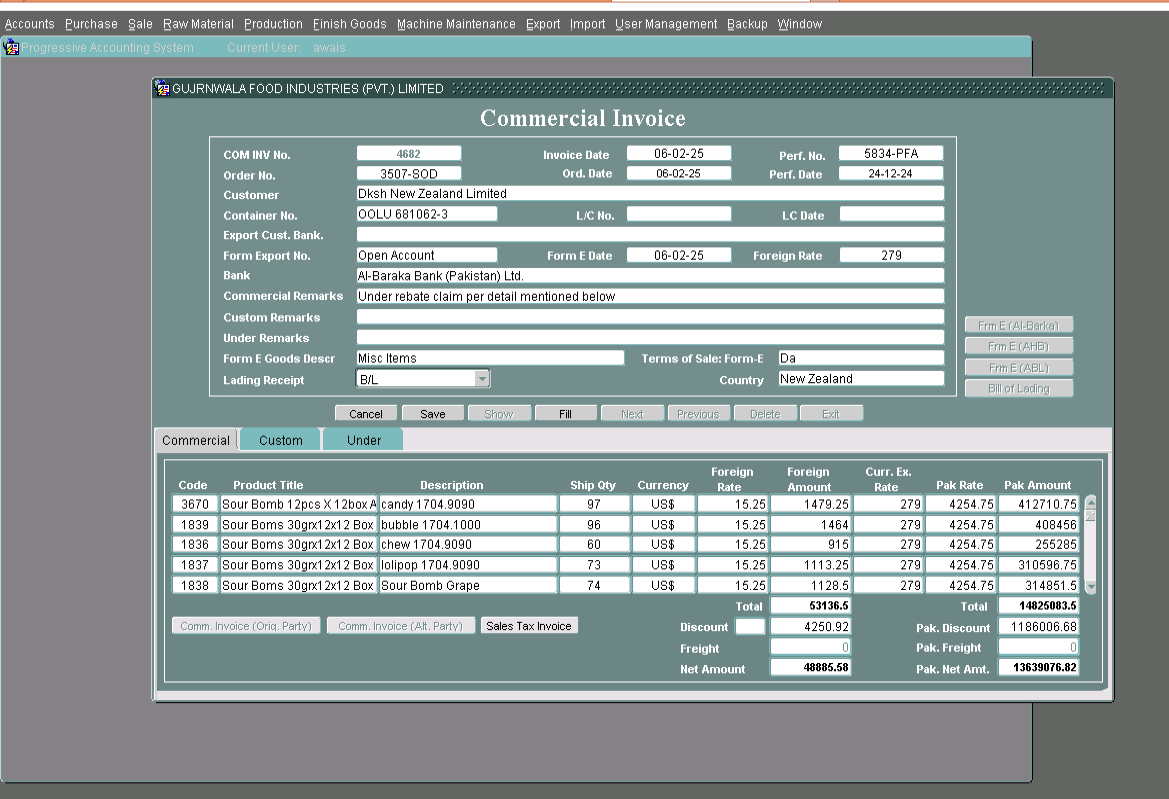 Accounts Purchase Sale Raw Material Production Finish Goods Machine Maintenance Export Import User Management Backup Window
Progressive Accounting System Current User: awais
GUJRNWALA FOOD INDUSTRIES (PVT.) LIMITED
Commercial Invoice
COM INV No. 4682 Invoice Date 06-02-25 Perf. No. 5834-PFA
Order No. 3507-SOD Ord. Date 06-02-25 Perf. Date 24-12-24
Customer Dksh New Zealand Limited
Container No. OOLU 681062-3 L/C No. LC Date
Export Cust. Bank.
Form Export No. Open Account Form E Date 06-02-25 Foreign Rate 279
Bank Al-Baraka Bank (Pakistan) Ltd.
Commercial Remarks Under rebate claim per detail mentioned below
Custom Remarks
Frm E (Al-Barka)
Under Remarks
Frm E (AHB)
Form E Goods Descr Misc Items Terms of Sale: Form-E Da
Frm E (ABL)
Lading Receipt B/L Country New Zealand
Bill of Lading
Cancel Save Show Fill Next Previous Delete Exit
Commercial Custom Under
Code Product Title Description Ship Qty Currency Foreign Rate Foreign Amount Curr. Ex. Rate Pak Rate Pak Amount
3670 Sour Bomb 12pcs X 12box A candy 1704.9090 97 US$ 15.25 1479.25 279 4254.75 412710.75
1839 Sour Boms 30grx12x12 Box bubble 1704.1000 96 US$ 15.25 1464 279 4254.75 408456
1836 Sour Boms 30grx12x12 Box chew 1704.9090 60 US$ 15.25 915 279 4254.75 255285
1837 Sour Boms 30grx12x12 Box lolipop 1704.9090 73 US$ 15.25 1113.25 279 4254.75 310596.75
1838 Sour Boms 30grx12x12 Box Sour Bomb Grape 74 US$ 15.25 1128.5 279 4254.75 314851.5
Total 53136.5 Total 14825083.5
Comm. Invoice (Orig. Party) Comm. Invoice (Alt. Party) Sales Tax Invoice Discount 4250.92 Pak. Discount 1186006.68
Freight 0 Pak. Freight 0
Net Amount 48885.58 Pak. Net Amt. 13639076.82